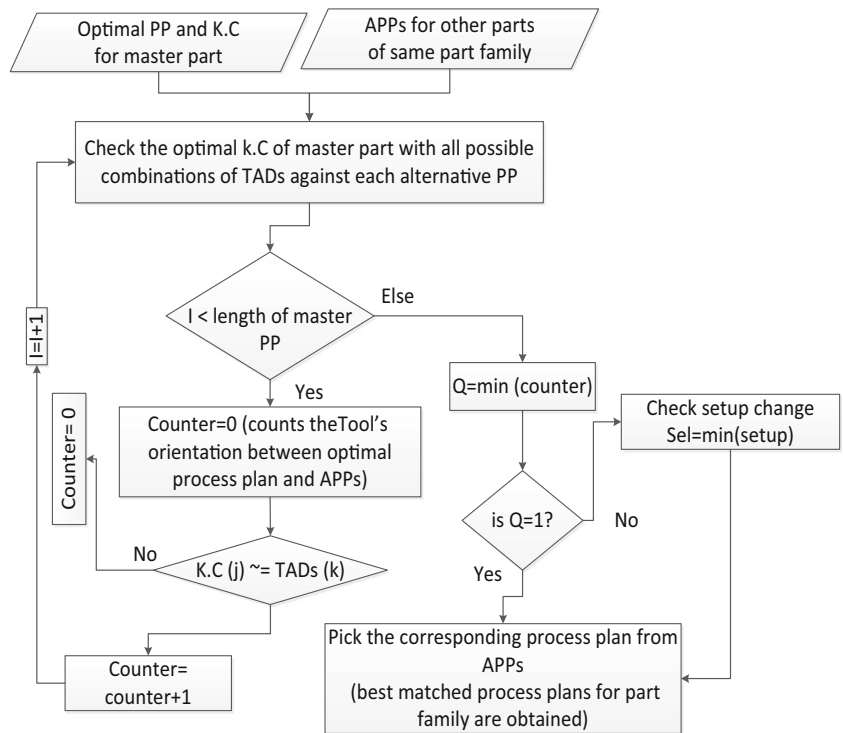 Optimal PP and K.C
for master part
APPs for other parts
of same part family
Check the optimal k.C of master part with all possible
combinations of TADs against each alternative PP
I < length of master
PP
Else
Yes
I=I+1
Counter= 0
Counter=0 (counts theTool's
orientation between optimal
process plan and APPs)
No
K.C (j) ~= TADs (k)
Counter=
counter+1
Q=min (counter)
Check setup change
Sel=min(setup)
is Q=1?
No
Yes
Pick the corresponding process plan from
APPs
(best matched process plans for part
family are obtained)